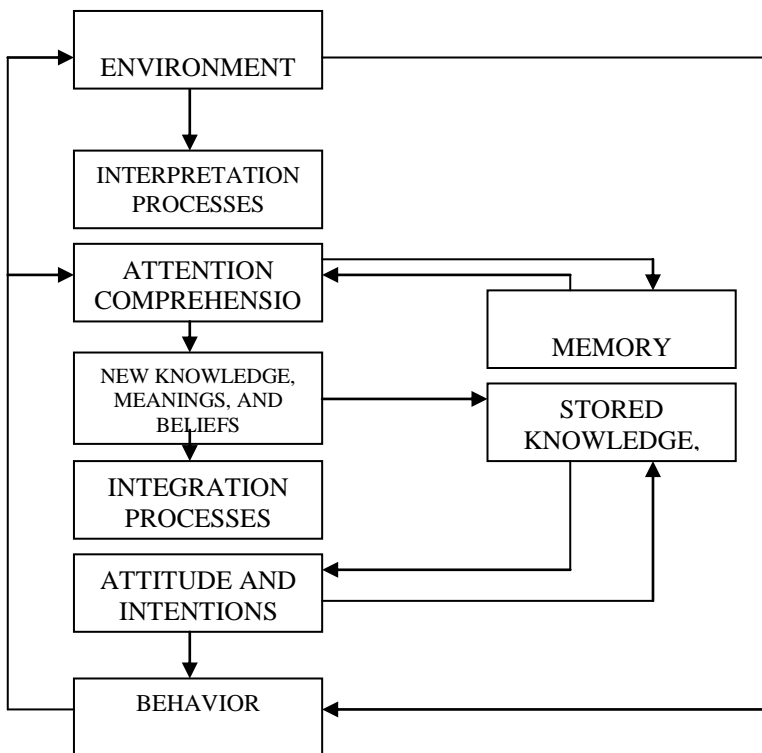 ENVIRONMENT
INTERPRETATION
PROCESSES
ATTENTION
COMPREHENSIO
MEMORY
NEW KNOWLEDGE,
MEANINGS, AND
BELIEFS
STORED
KNOWLEDGE,
INTEGRATION
PROCESSES
ATTITUDE AND
INTENTIONS
BEHAVIOR